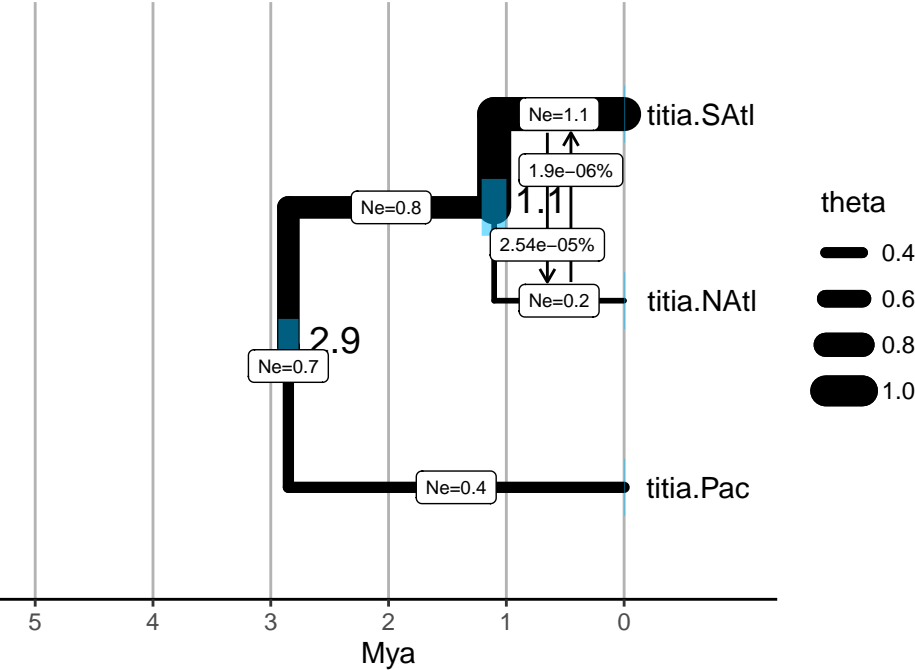 Ne=1.1
titia.SAtl
1.9e−06%
Ne=0.8
1.1
theta
2.54e−05%
0.4
Ne=0.2
titia.NAtl
0.6
2.9
0.8
Ne=0.7
1.0
Ne=0.4
titia.Pac
5 4 3 2 1 0
Mya